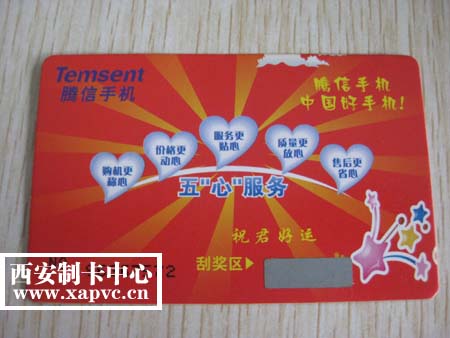 Temsent
腾信手机
腾信手机
中国好手机!
购机更
称心
价格更
动心
服务更
贴心
质量更
放心
售后更
省心
五"心"服务
祝君好运
刮奖区
西安制卡中心
www.xapvc.cn